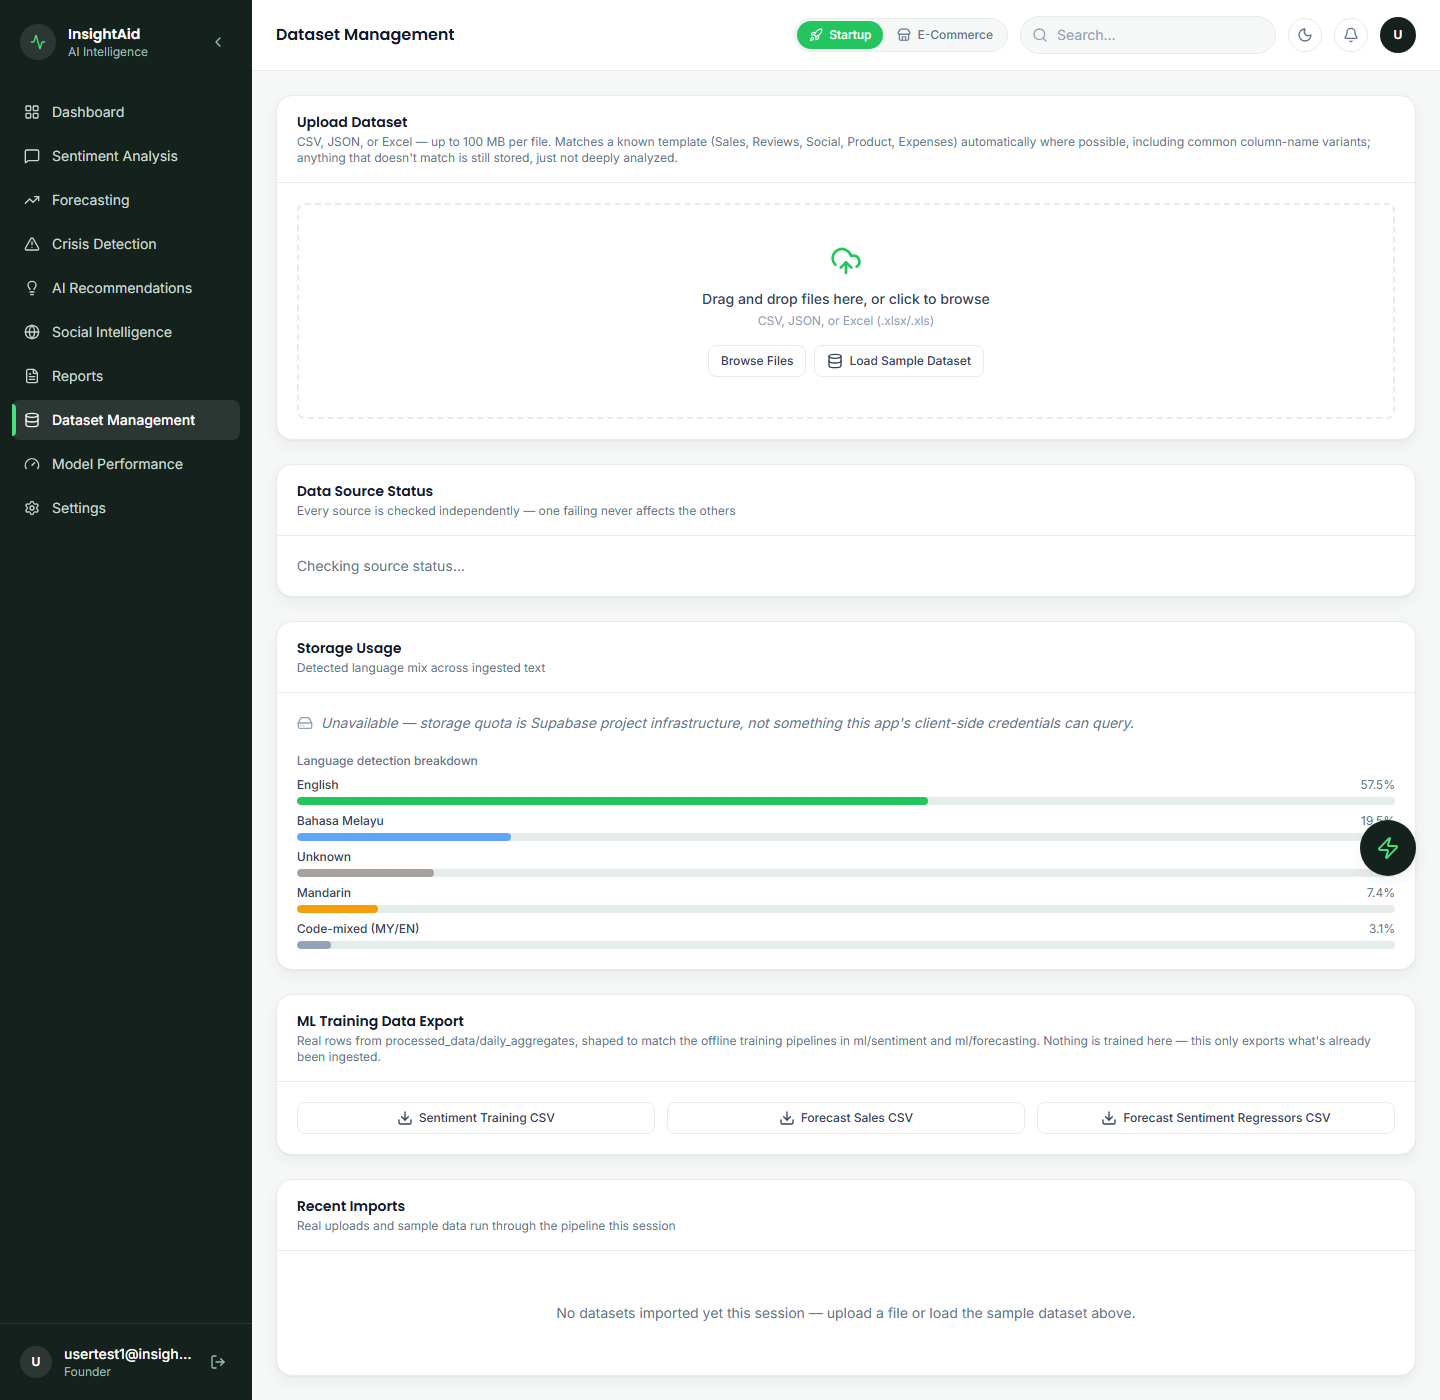 InsightAid
AI Intelligence
Dashboard
Sentiment Analysis
Forecasting
Crisis Detection
AI Recommendations
Social Intelligence
Reports
Dataset Management
Model Performance
Settings
U
usertest1@insigh...
Founder
Dataset Management
Startup
E-Commerce
Search...
U
Upload Dataset
CSV, JSON, or Excel — up to 100 MB per file. Matches a known template (Sales, Reviews, Social, Product, Expenses) automatically where possible, including common column-name variants;
anything that doesn't match is still stored, just not deeply analyzed.
Drag and drop files here, or click to browse
CSV, JSON, or Excel (.xlsx/.xls)
Browse Files
Load Sample Dataset
Data Source Status
Every source is checked independently — one failing never affects the others
Checking source status...
Storage Usage
Detected language mix across ingested text
Unavailable — storage quota is Supabase project infrastructure, not something this app's client-side credentials can query.
Language detection breakdown
English 57.5%
Bahasa Melayu 19.5%
Unknown
Mandarin 7.4%
Code-mixed (MY/EN) 3.1%
ML Training Data Export
Real rows from processed_data/daily_aggregates, shaped to match the offline training pipelines in ml/sentiment and ml/forecasting. Nothing is trained here — this only exports what's already
been ingested.
Sentiment Training CSV
Forecast Sales CSV
Forecast Sentiment Regressors CSV
Recent Imports
Real uploads and sample data run through the pipeline this session
No datasets imported yet this session — upload a file or load the sample dataset above.